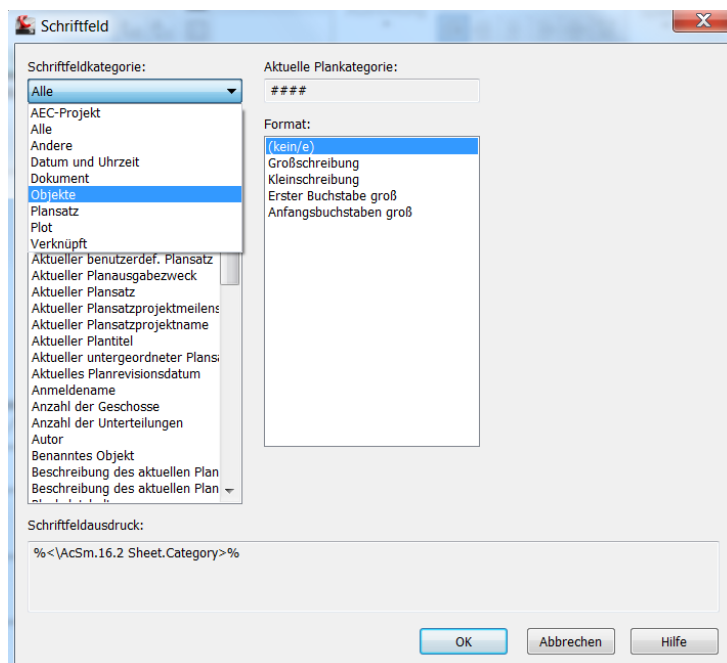 Schriftfeld
Schriftfeldkategorie:
Alle
AEC-Projekt
Alle
Andere
Datum und Uhrzeit
Dokument
Objekte
Plansatz
Plot
Verknüpft
Aktueller benutzerdef. Plansatz
Aktueller Planausgabezweck
Aktueller Plansatz
Aktueller Plansatzprojektmeilens
Aktueller Plansatzprojektname
Aktueller Plantitel
Aktueller untergeordneter Plansa
Aktuelles Planrevisionsdatum
Anmeldename
Anzahl der Geschosse
Anzahl der Unterteilungen
Autor
Benanntes Objekt
Beschreibung des aktuellen Plan
Beschreibung des aktuellen Plan
Aktuelle Plankategorie:
####
Format:
(kein/e)
Großschreibung
Kleinschreibung
Erster Buchstabe groß
Anfangsbuchstaben groß
Schriftfeldausdruck:
%<\AcSm.16.2 Sheet.Category>%
OK
Abbrechen
Hilfe